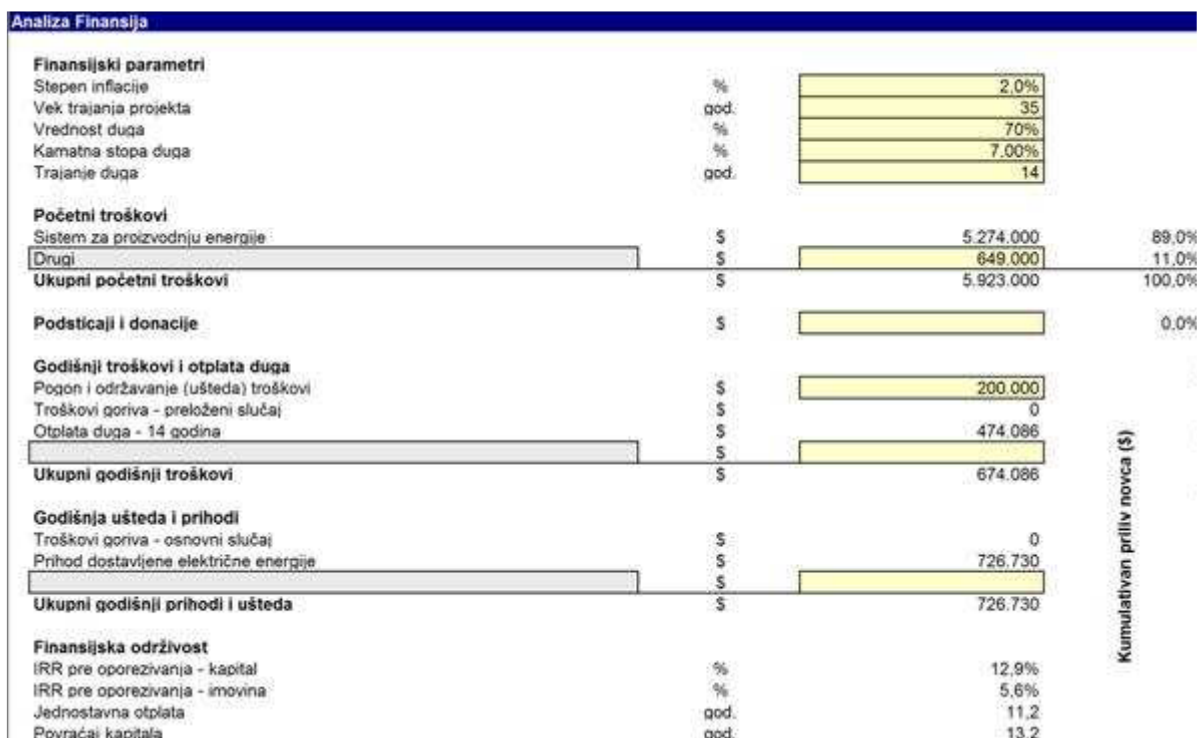 Analiza Finansija
Finansijski parametri
Stepen inflacije % 2,0%
Vek trajanja projekta god. 35
Vrednost duga % 70%
Kamatna stopa duga % 7.00%
Trajanje duga god. 14
Početni troškovi
Sistem za proizvodnju energije $ 5.274.000 89,0%
Drugi $ 649.000 11,0%
Ukupni početni troškovi $ 5.923.000 100,0%
Podsticaji i donacije $ 0,0%
Godišnji troškovi i otplata duga
Pogon i održavanje (ušteda) troškovi $ 200.000
Troškovi goriva - preloženi slučaj $ 0
Otplata duga - 14 godina $ 474.086
$
Ukupni godišnji troškovi $ 674.086
Godišnja ušteda i prihodi
Troškovi goriva - osnovni slučaj $ 0
Prihod dostavljene električne energije $ 726.730
$
Ukupni godišnji prihodi i ušteda $ 726.730
Finansijska održivost
IRR pre oporezivanja - kapital % 12,9%
IRR pre oporezivanja - imovina % 5,6%
Jednostavna otplata god. 11,2
Povraćaj kapitala god. 13,2
Kumulativan priliv novca ($)